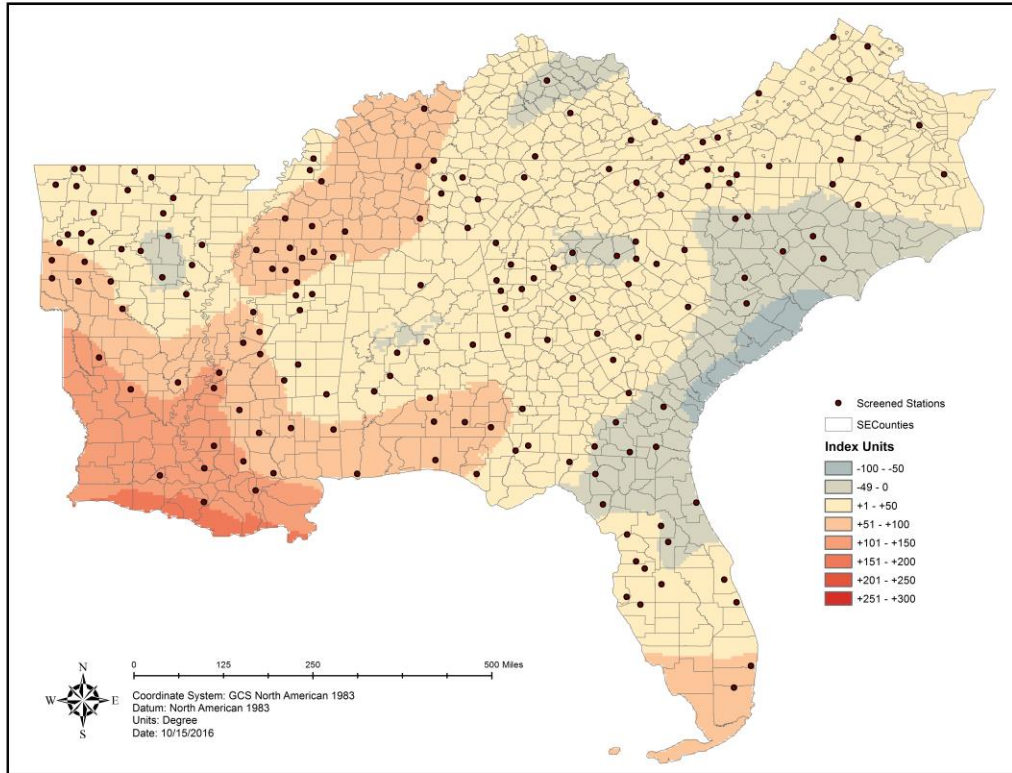 Screened Stations
SECounties
Index Units
-100 - -50
-49 - 0
+1 - +50
+51 - +100
+101 - +150
+151 - +200
+201 - +250
+251 - +300
0 125 250 500 Miles
N
W E
S
Coordinate System: GCS North American 1983
Datum: North American 1983
Units: Degree
Date: 10/15/2016